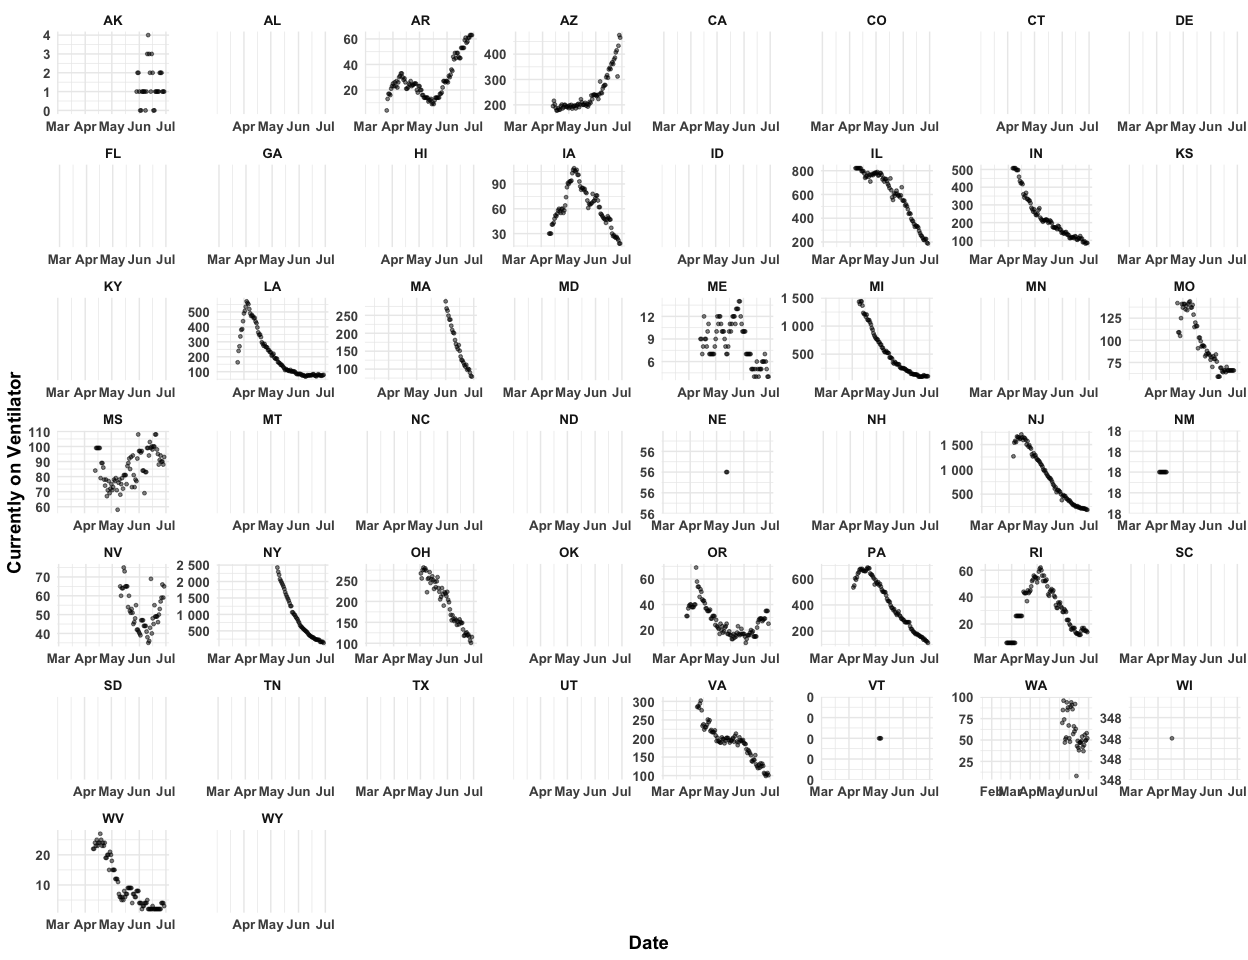 AK AL AR AZ CA CO CT DE
4
3
2
1
0
60
40
20
400
300
200
Mar Apr May Jun Jul
Apr May Jun Jul
Mar Apr May Jun Jul
Mar Apr May Jun Jul
Mar Apr May Jun Jul
Mar Apr May Jun Jul
Apr May Jun Jul
Mar Apr May Jun Jul
FL GA HI IA ID IL IN KS
90
60
30
800
600
400
200
500
400
300
200
100
Mar Apr May Jun Jul
Mar Apr May Jun Jul
Mar Apr May Jun Jul
Mar Apr May Jun Jul
Mar Apr May Jun Jul
Mar Apr May Jun Jul
Mar Apr May Jun Jul
Mar Apr May Jun Jul
KY LA MA MD ME MI MN MO
500
400
300
200
100
250
200
150
100
12
9
6
1 500
1 000
500
125
100
75
Mar Apr May Jun Jul
Mar Apr May Jun Jul
Mar Apr May Jun Jul
Mar Apr May Jun Jul
Mar Apr May Jun Jul
Mar Apr May Jun Jul
Mar Apr May Jun Jul
Mar Apr May Jun Jul
Currently on Ventilator
MS MT NC ND NE NH NJ NM
110
100
90
80
70
60
56
56
56
56
1 500
1 000
500
18
18
18
18
18
Apr May Jun Jul
Apr May Jun Jul
Mar Apr May Jun Jul
Apr May Jun Jul
Mar Apr May Jun Jul
Mar Apr May Jun Jul
Mar Apr May Jun Jul
Mar Apr May Jun Jul
NV NY OH OK OR PA RI SC
70
60
50
40
2 500
2 000
1 500
1 000
500
250
200
150
100
60
40
20
600
400
200
60
40
20
Mar Apr May Jun Jul
Mar Apr May Jun Jul
Mar Apr May Jun Jul
Apr May Jun Jul
Mar Apr May Jun Jul
Mar Apr May Jun Jul
Mar Apr May Jun Jul
Mar Apr May Jun Jul
SD TN TX UT VA VT WA WI
300
250
200
150
100
0
0
0
0
0
100
75
50
25
348
348
348
348
Apr May Jun Jul
Mar Apr May Jun Jul
Mar Apr May Jun Jul
Apr May Jun Jul
Mar Apr May Jun Jul
Mar Apr May Jun Jul
Feb Mar Apr May Jun Jul
Mar Apr May Jun Jul
WV WY
20
10
Mar Apr May Jun Jul
Apr May Jun Jul
Date